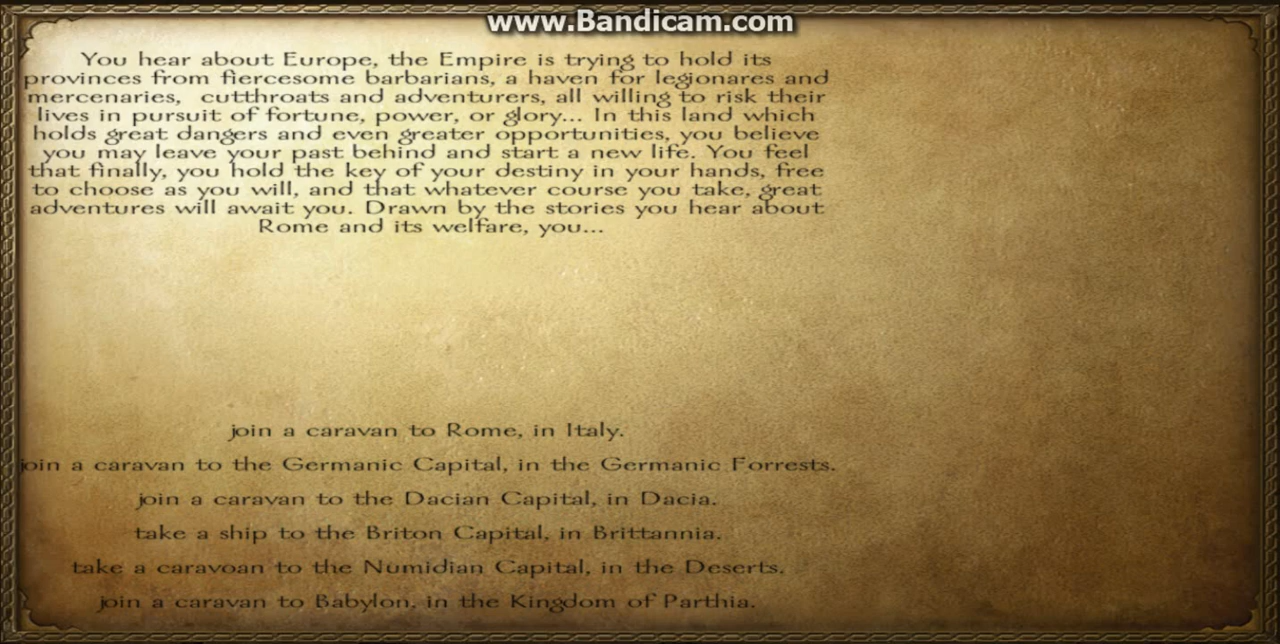 www.Bandicam.com
You hear about Europe, the Empire is trying to hold its
provinces from fiercesome barbarians, a haven for legionares and
mercenaries, cutthroats and adventurers, all willing to risk their
lives in pursuit of fortune, power, or glory... In this land which
holds great dangers and even greater opportunities, you believe
you may leave your past behind and start a new life. You feel
that finally, you hold the key of your destiny in your hands, free
to choose as you will, and that whatever course you take, great
adventures will await you. Drawn by the stories you hear about
Rome and its welfare, you...
join a caravan to Rome, in Italy.
join a caravan to the Germanic Capital, in the Germanic Forrests.
join a caravan to the Dacian Capital, in Dacia.
take a ship to the Briton Capital, in Brittannia.
take a caravoan to the Numidian Capital, in the Deserts.
join a caravan to Babylon, in the Kingdom of Parthia.